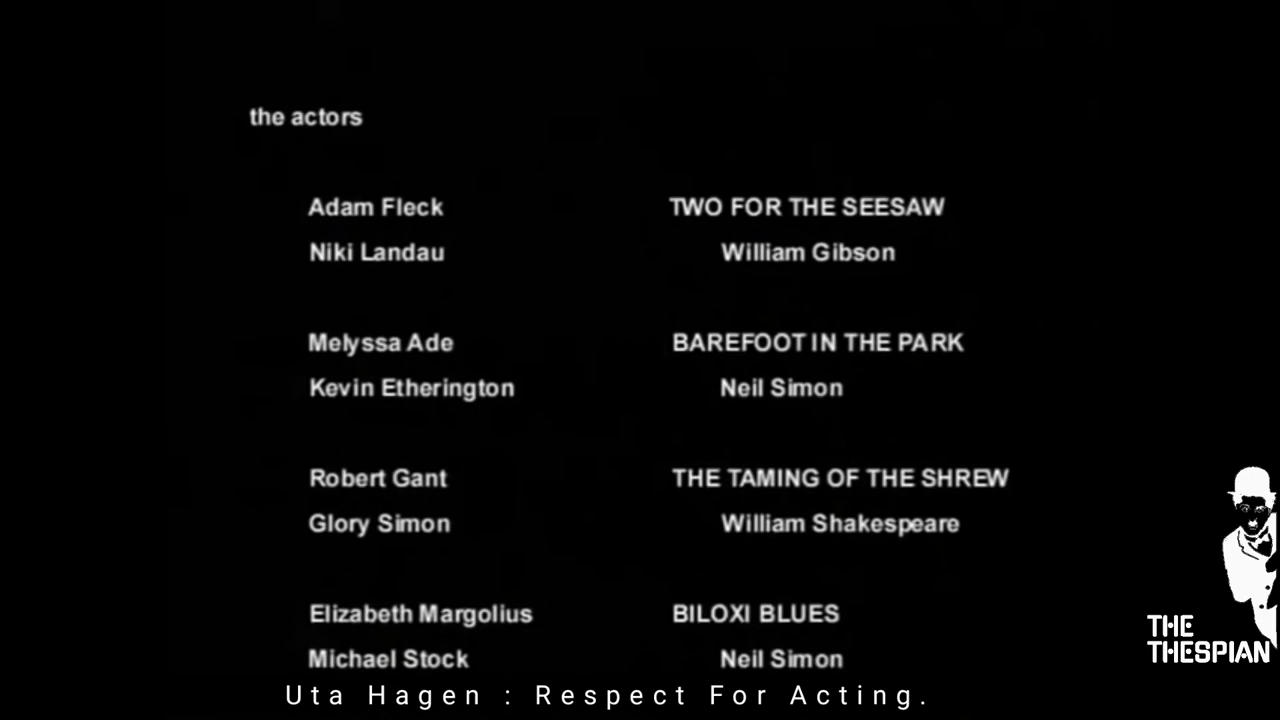 the actors
Adam Fleck TWO FOR THE SEESAW
Niki Landau William Gibson
Melyssa Ade BAREFOOT IN THE PARK
Kevin Etherington Neil Simon
Robert Gant THE TAMING OF THE SHREW
Glory Simon William Shakespeare
Elizabeth Margolius BILOXI BLUES
Michael Stock Neil Simon
THE
THESPIAN
Uta Hagen : Respect For Acting.